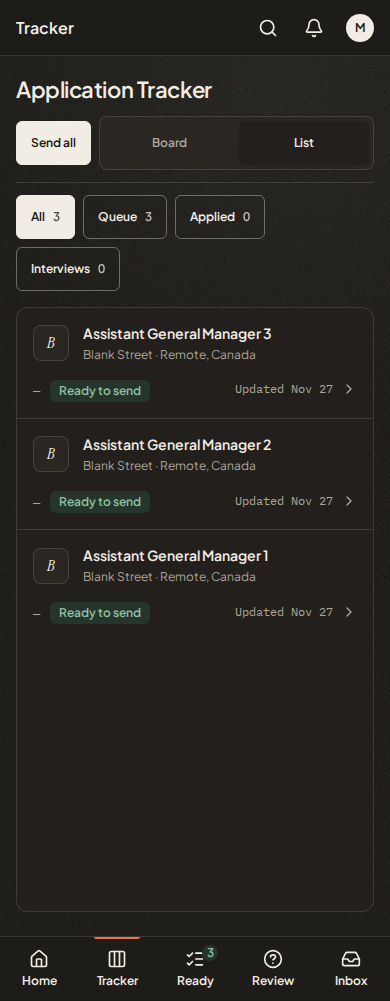 Tracker
M
Application Tracker
Send all
Board
List
All 3
Queue 3
Applied 0
Interviews 0
B
Assistant General Manager 3
Blank Street · Remote, Canada
– Ready to send
Updated Nov 27
B
Assistant General Manager 2
Blank Street · Remote, Canada
– Ready to send
Updated Nov 27
B
Assistant General Manager 1
Blank Street · Remote, Canada
– Ready to send
Updated Nov 27
3
Home
Tracker
Ready
Review
Inbox